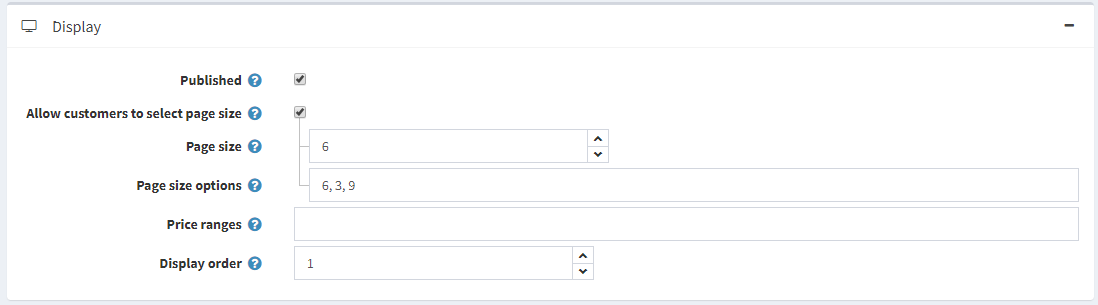 Display
Published
Allow customers to select page size
Page size 6
Page size options 6, 3, 9
Price ranges
Display order 1